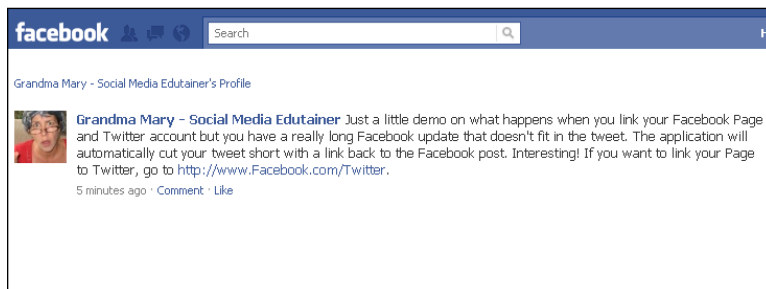 facebook Search H
Grandma Mary - Social Media Edutainer's Profile
Grandma Mary - Social Media Edutainer Just a little demo on what happens when you link your Facebook Page
and Twitter account but you have a really long Facebook update that doesn't fit in the tweet. The application will
automatically cut your tweet short with a link back to the Facebook post. Interesting! If you want to link your Page
to Twitter, go to http://www.Facebook.com/Twitter.
5 minutes ago · Comment · Like